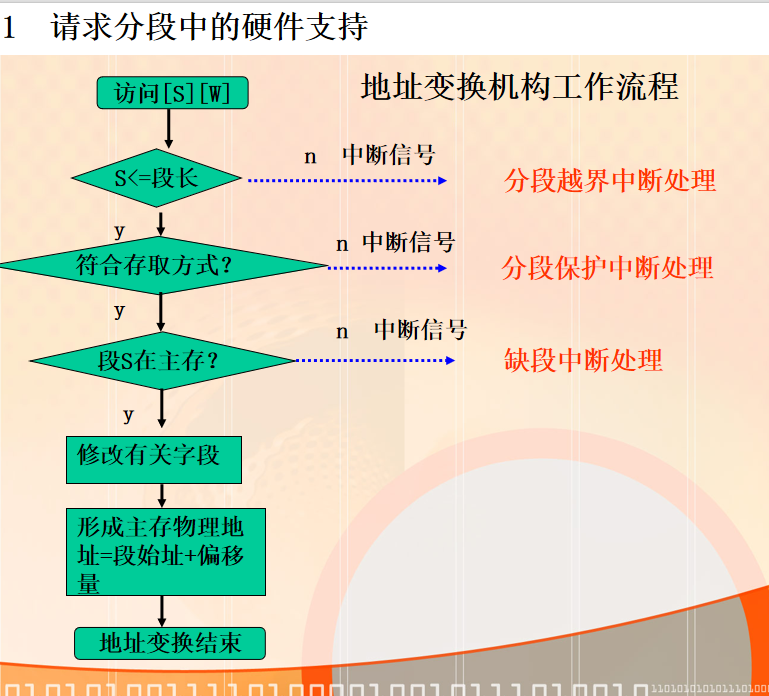 1 请求分段中的硬件支持
地址变换机构工作流程
访问[S][W]
S<=段长
n 中断信号
分段越界中断处理
y
符合存取方式?
n 中断信号
分段保护中断处理
y
段S在主存?
n 中断信号
缺段中断处理
y
修改有关字段
形成主存物理地
址=段始址+偏移
量
地址变换结束